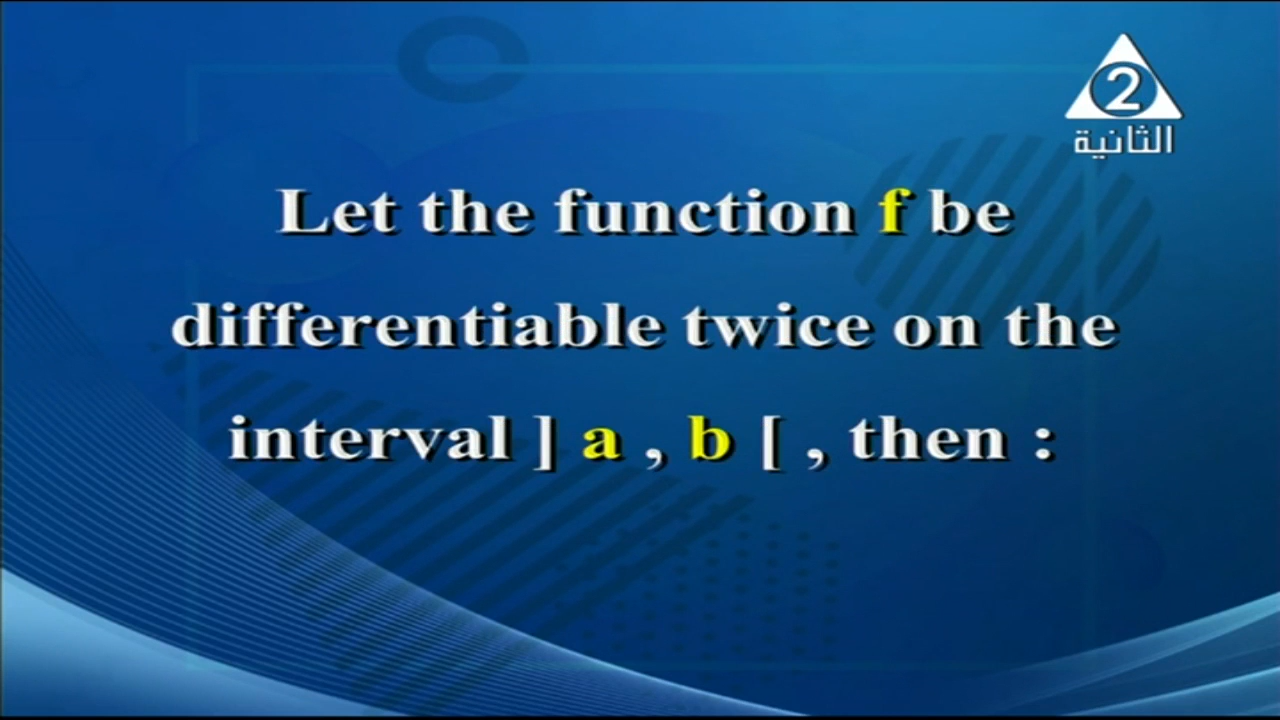 2
الثانية
Let the function f be
differentiable twice on the
interval ] a , b [ , then :